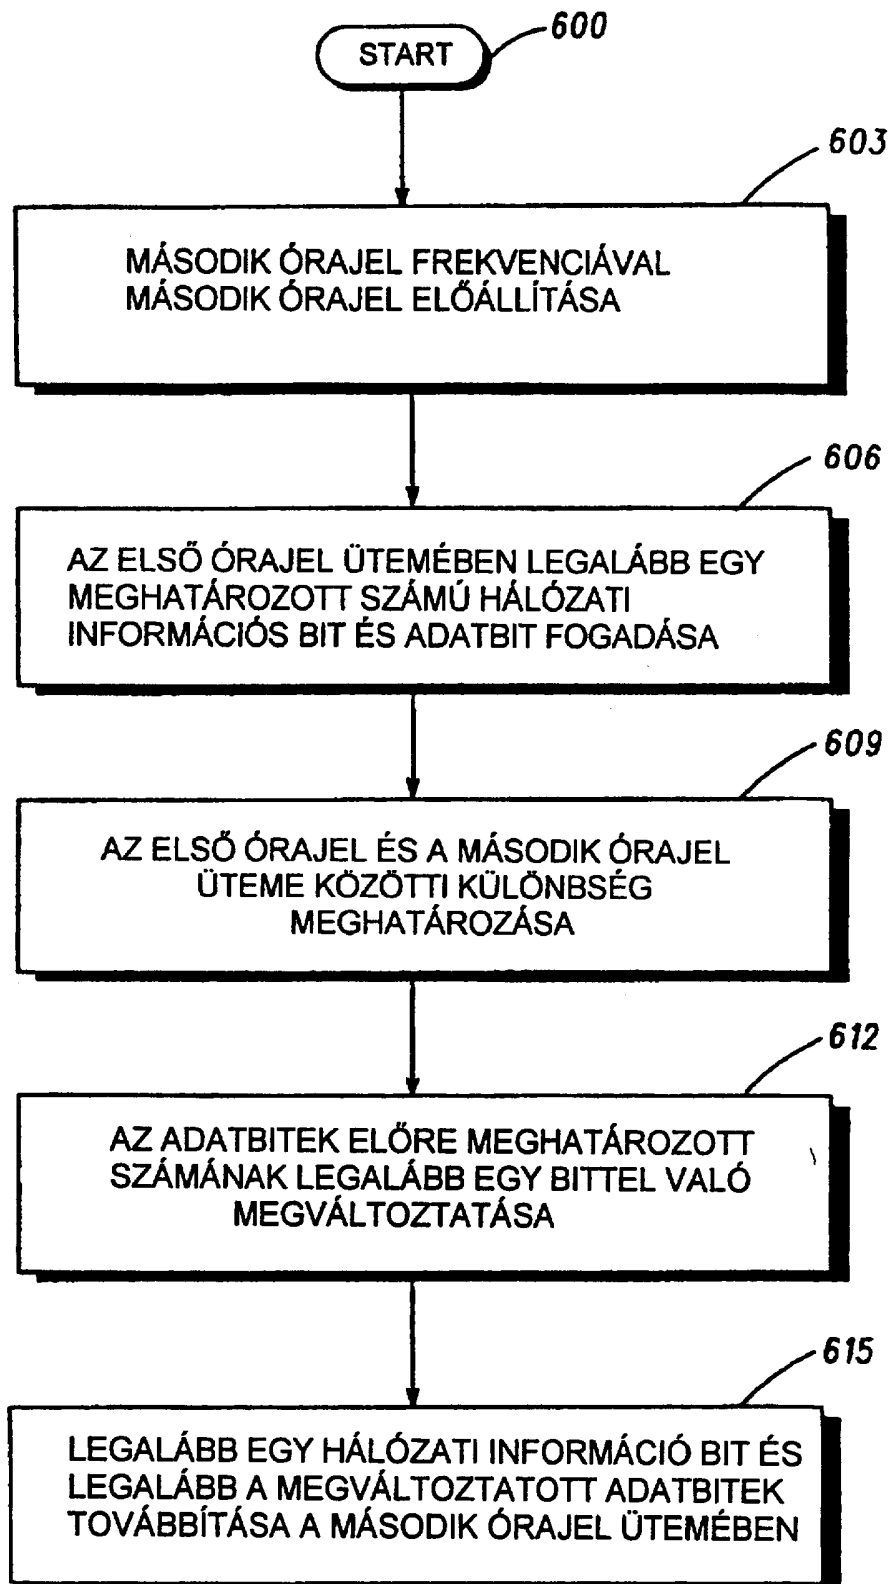 START
600
603
MÁSODIK ÓRAJEL FREKVENCIÁVAL
MÁSODIK ÓRAJEL ELŐÁLLÍTÁSA
606
AZ ELSŐ ÓRAJEL ÜTEMÉBEN LEGALÁBB EGY
MEGHATÁROZOTT SZÁMÚ HÁLÓZATI
INFORMÁCIÓS BIT ÉS ADATBIT FOGADÁSA
609
AZ ELSŐ ÓRAJEL ÉS A MÁSODIK ÓRAJEL
ÜTEME KÖZÖTTI KÜLÖNBSÉG
MEGHATÁROZÁSA
612
AZ ADATBITEK ELŐRE MEGHATÁROZOTT
SZÁMÁNAK LEGALÁBB EGY BITTEL VALÓ
MEGVÁLTOZTATÁSA
615
LEGALÁBB EGY HÁLÓZATI INFORMÁCIÓ BIT ÉS
LEGALÁBB A MEGVÁLTOZTATOTT ADATBITEK
TOVÁBBÍTÁSA A MÁSODIK ÓRAJEL ÜTEMÉBEN